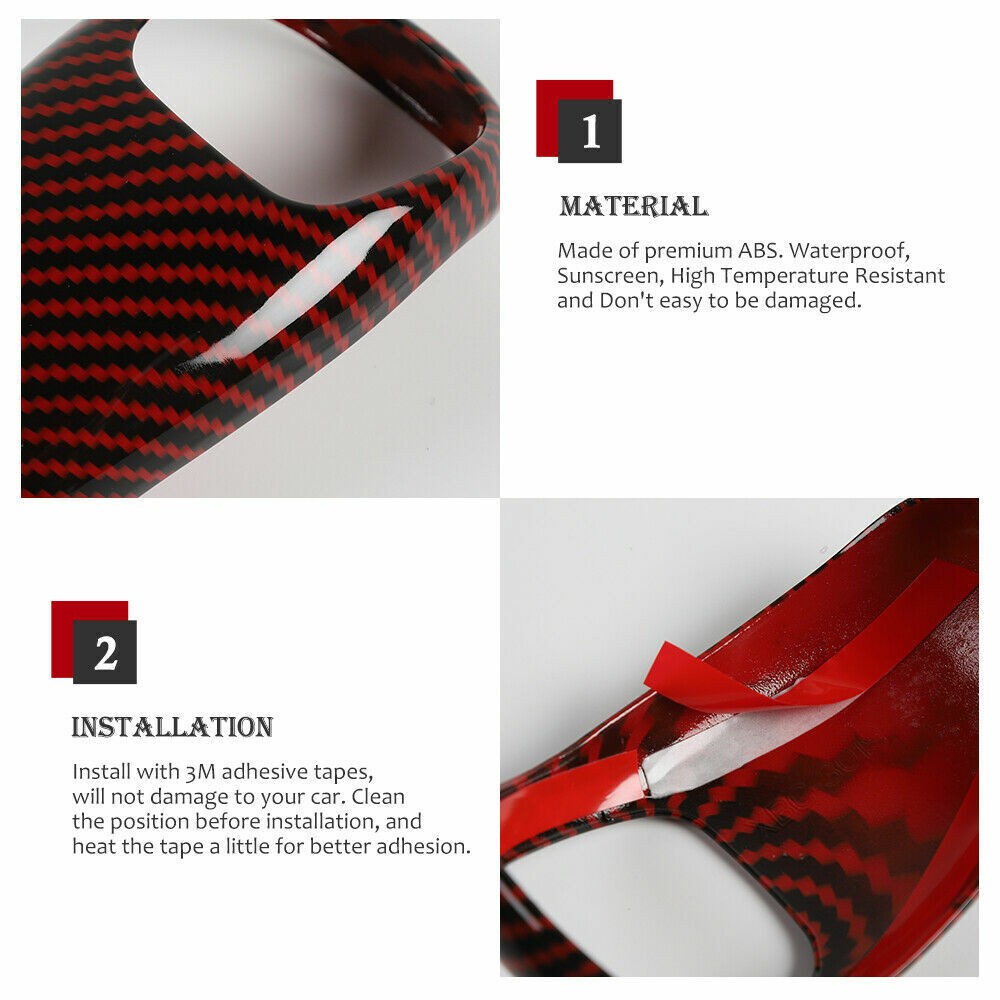 1
MATERIAL
Made of premium ABS. Waterproof,
Sunscreen, High Temperature Resistant
and Don't easy to be damaged.
2
INSTALLATION
Install with 3M adhesive tapes,
will not damage to your car. Clean
the position before installation, and
heat the tape a little for better adhesion.